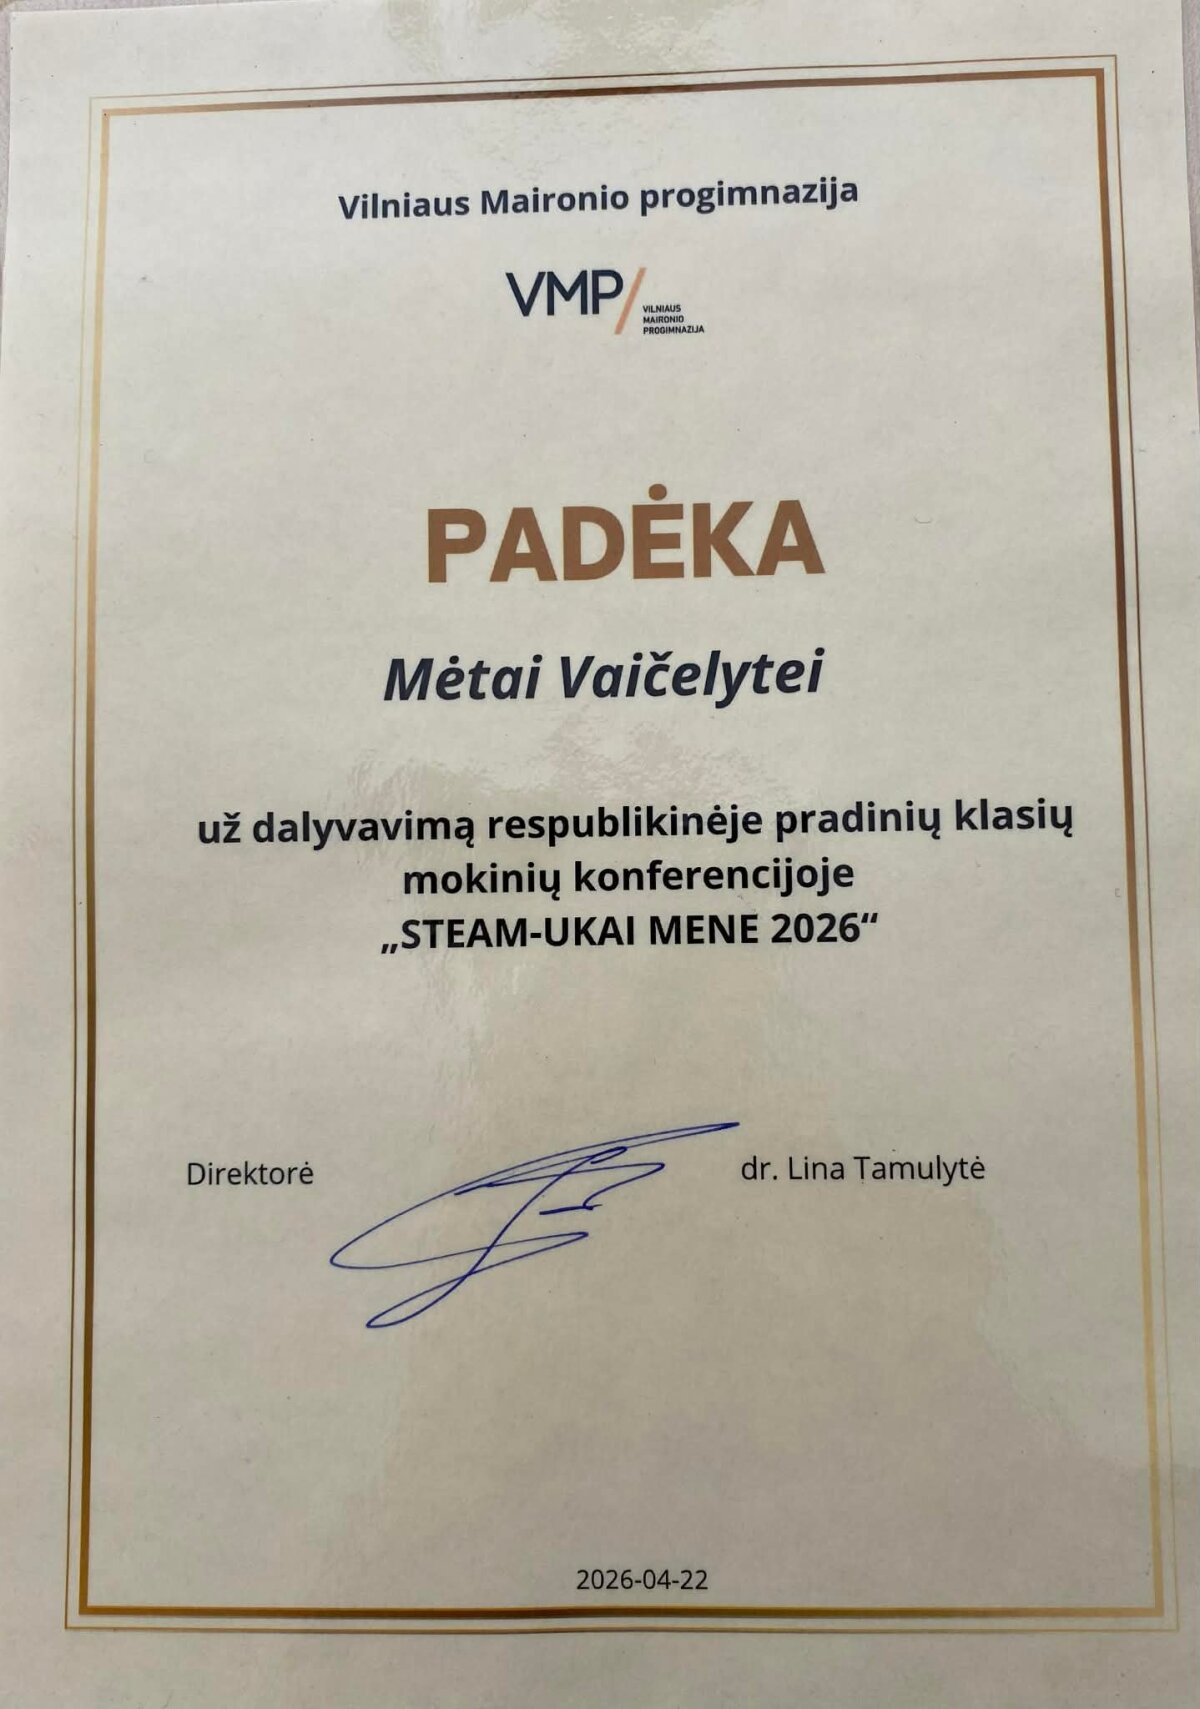 Vilniaus Maironio progimnazija
VMP/
VILNIAUS
MAIRONIO
PROGIMNAZIJA
PADĖKA
Mėtai Vaičelytei
už dalyvavimą respublikinėje pradinių klasių
mokinių konferencijoje
„STEAM-UKAI MENE 2026“
Direktorė dr. Lina Tamulytė
2026-04-22